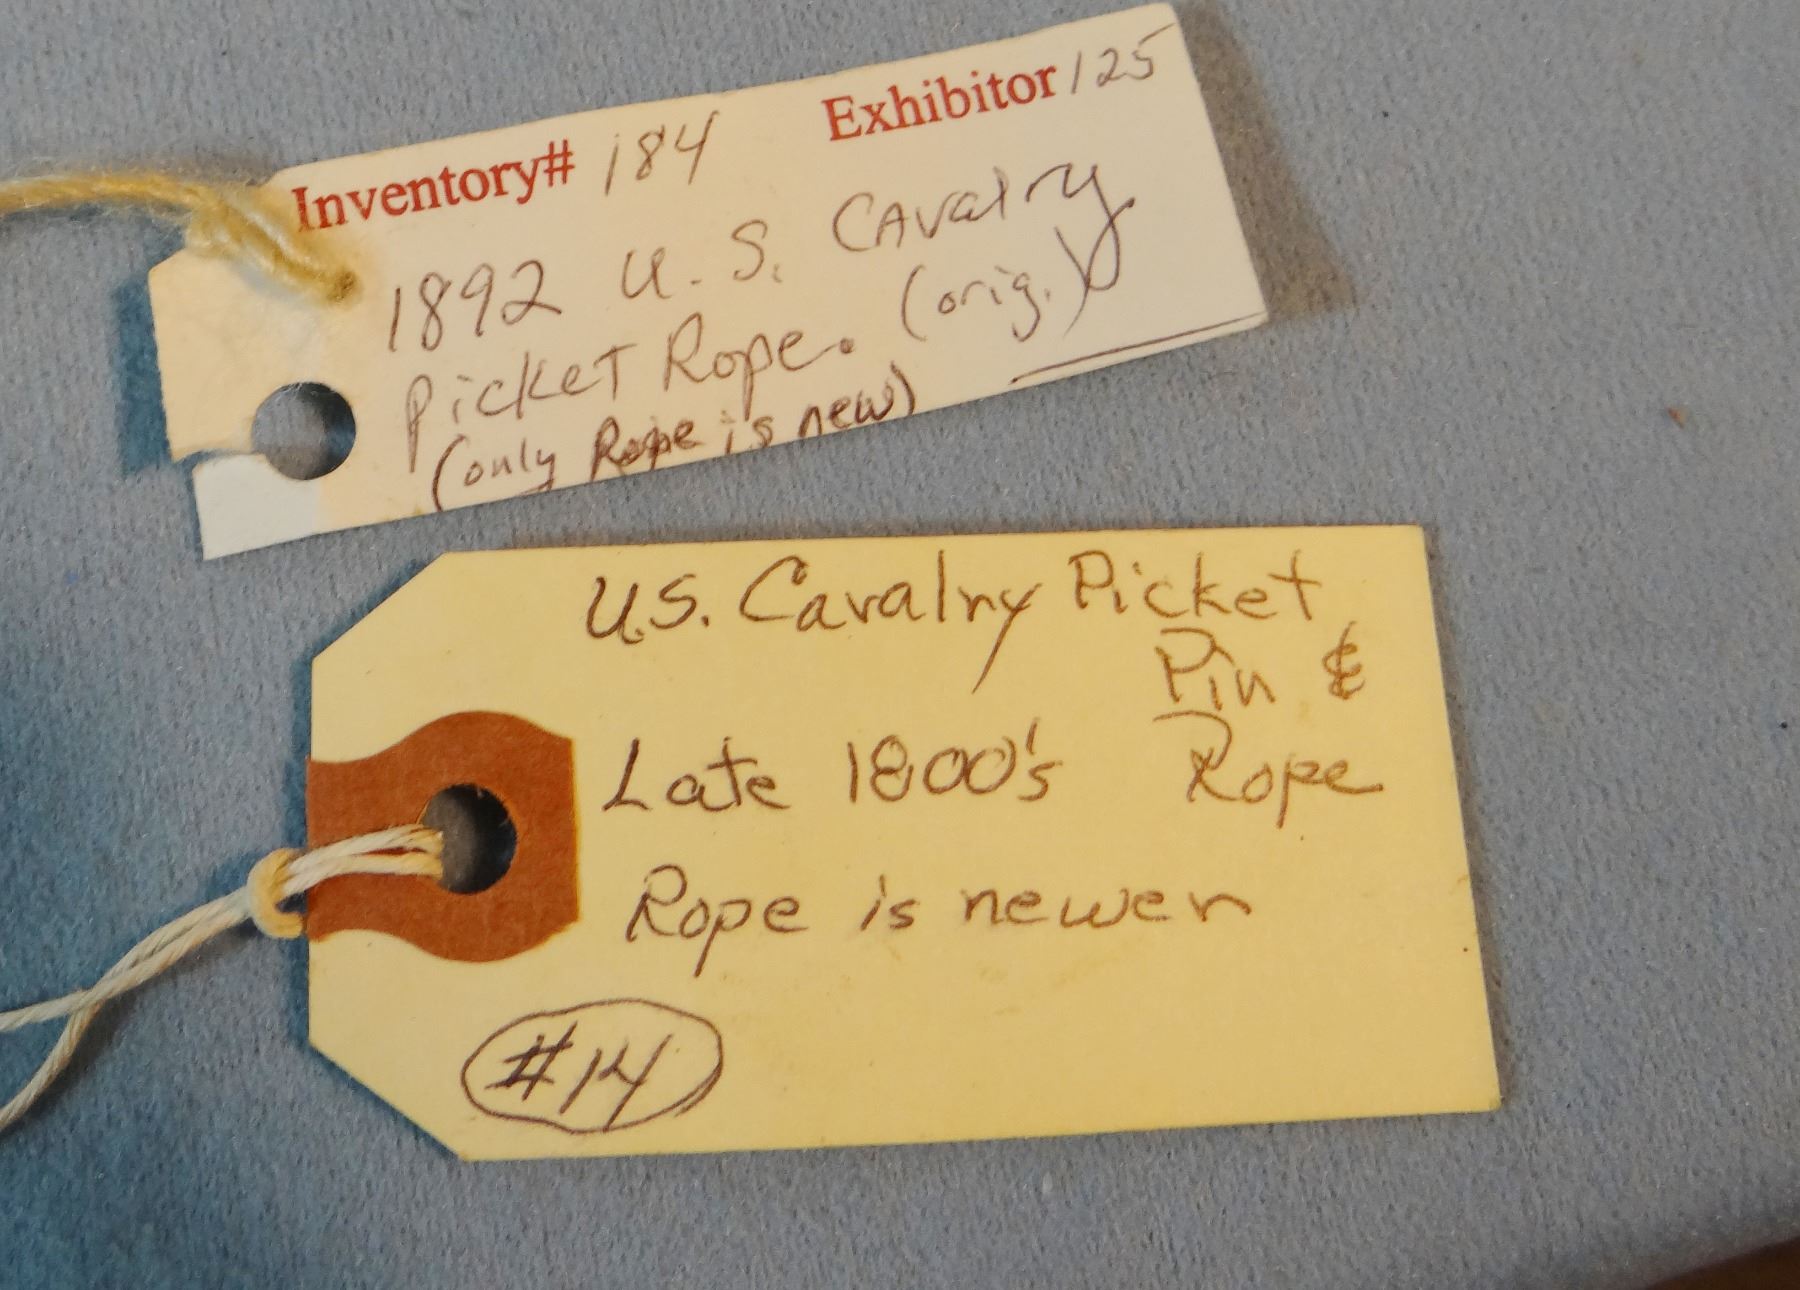 Inventory# 184 Exhibitor 125
1892 U.S. Cavalry
Picket Rope. (orig.)
(only Rope is new)
U.S. Cavalry Picket
Pin &
Late 1800's Rope
Rope is newer
#14